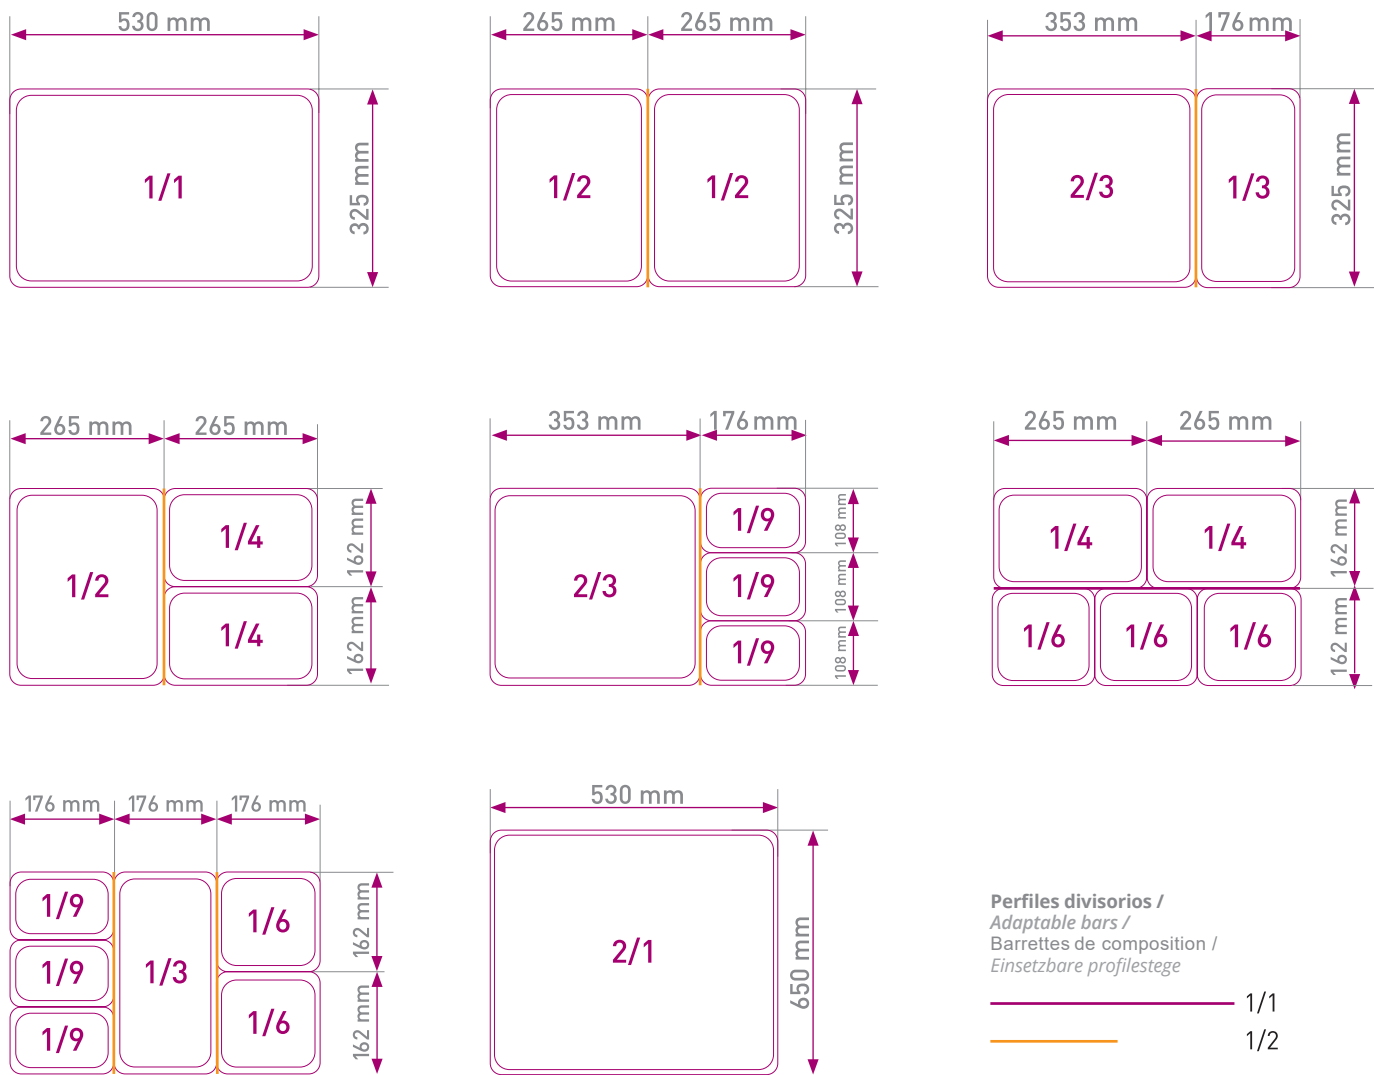 530 mm
1/1
325 mm
265 mm 265 mm
1/2 1/2
325 mm
353 mm 176 mm
2/3 1/3
325 mm
265 mm 265 mm
1/2
1/4
1/4
162 mm
162 mm
353 mm 176 mm
2/3
1/9
1/9
1/9
108 mm
108 mm
108 mm
265 mm 265 mm
1/4 1/4
1/6 1/6 1/6
162 mm
162 mm
176 mm 176 mm 176 mm
1/9
1/9
1/9
1/3
1/6
1/6
162 mm
162 mm
530 mm
2/1
650 mm
Perfiles divisorios /
Adaptable bars /
Barrettes de composition /
Einsetzbare profilestege
1/1
1/2